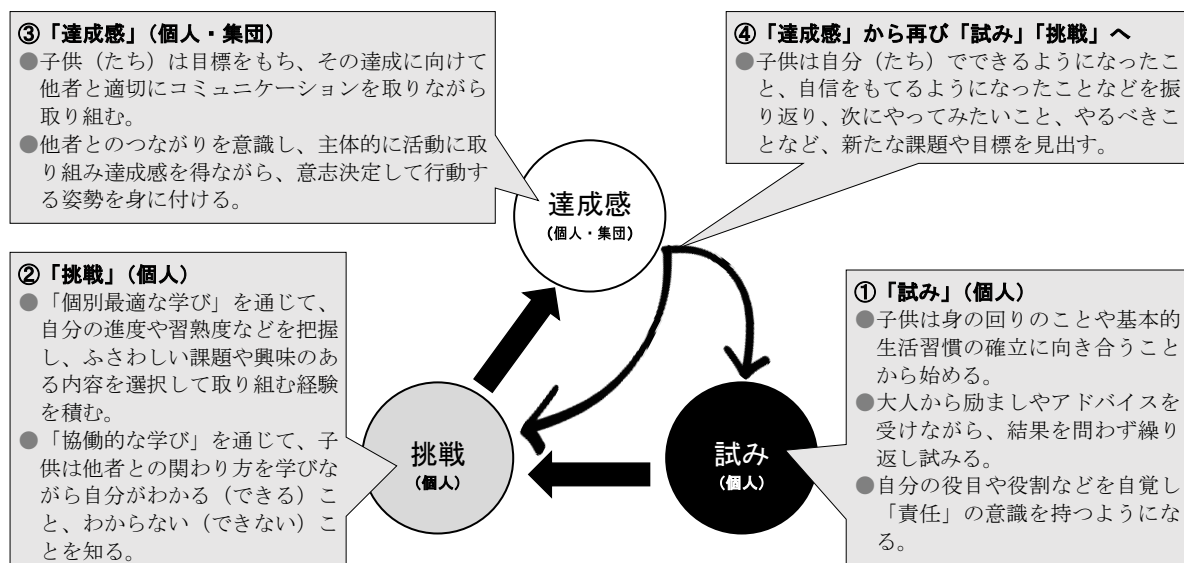 ③「達成感」(個人・集団)
●子供(たち)は目標をもち、その達成に向けて
他者と適切にコミュニケーションを取りながら
取り組む。
●他者とのつながりを意識し、主体的に活動に取
り組み達成感を得ながら、意志決定して行動す
る姿勢を身に付ける。
④「達成感」から再び「試み」「挑戦」へ
●子供は自分(たち)でできるようになったこ
と、自信をもてるようになったことなどを振
り返り、次にやってみたいこと、やるべきこ
となど、新たな課題や目標を見出す。
達成感
(個人・集団)
②「挑戦」(個人)
●「個別最適な学び」を通じて、
自分の進度や習熟度などを把握
し、ふさわしい課題や興味のあ
る内容を選択して取り組む経験
を積む。
●「協働的な学び」を通じて、子
供は他者との関わり方を学びな
がら自分がわかる(できる)こ
と、わからない(できない)こ
とを知る。
挑戦
(個人)
試み
(個人)
①「試み」(個人)
●子供は身の回りのことや基本的
生活習慣の確立に向き合うこと
から始める。
●大人から励ましやアドバイスを
受けながら、結果を問わず繰り
返し試みる。
●自分の役目や役割などを自覚し
「責任」の意識を持つようにな
る。